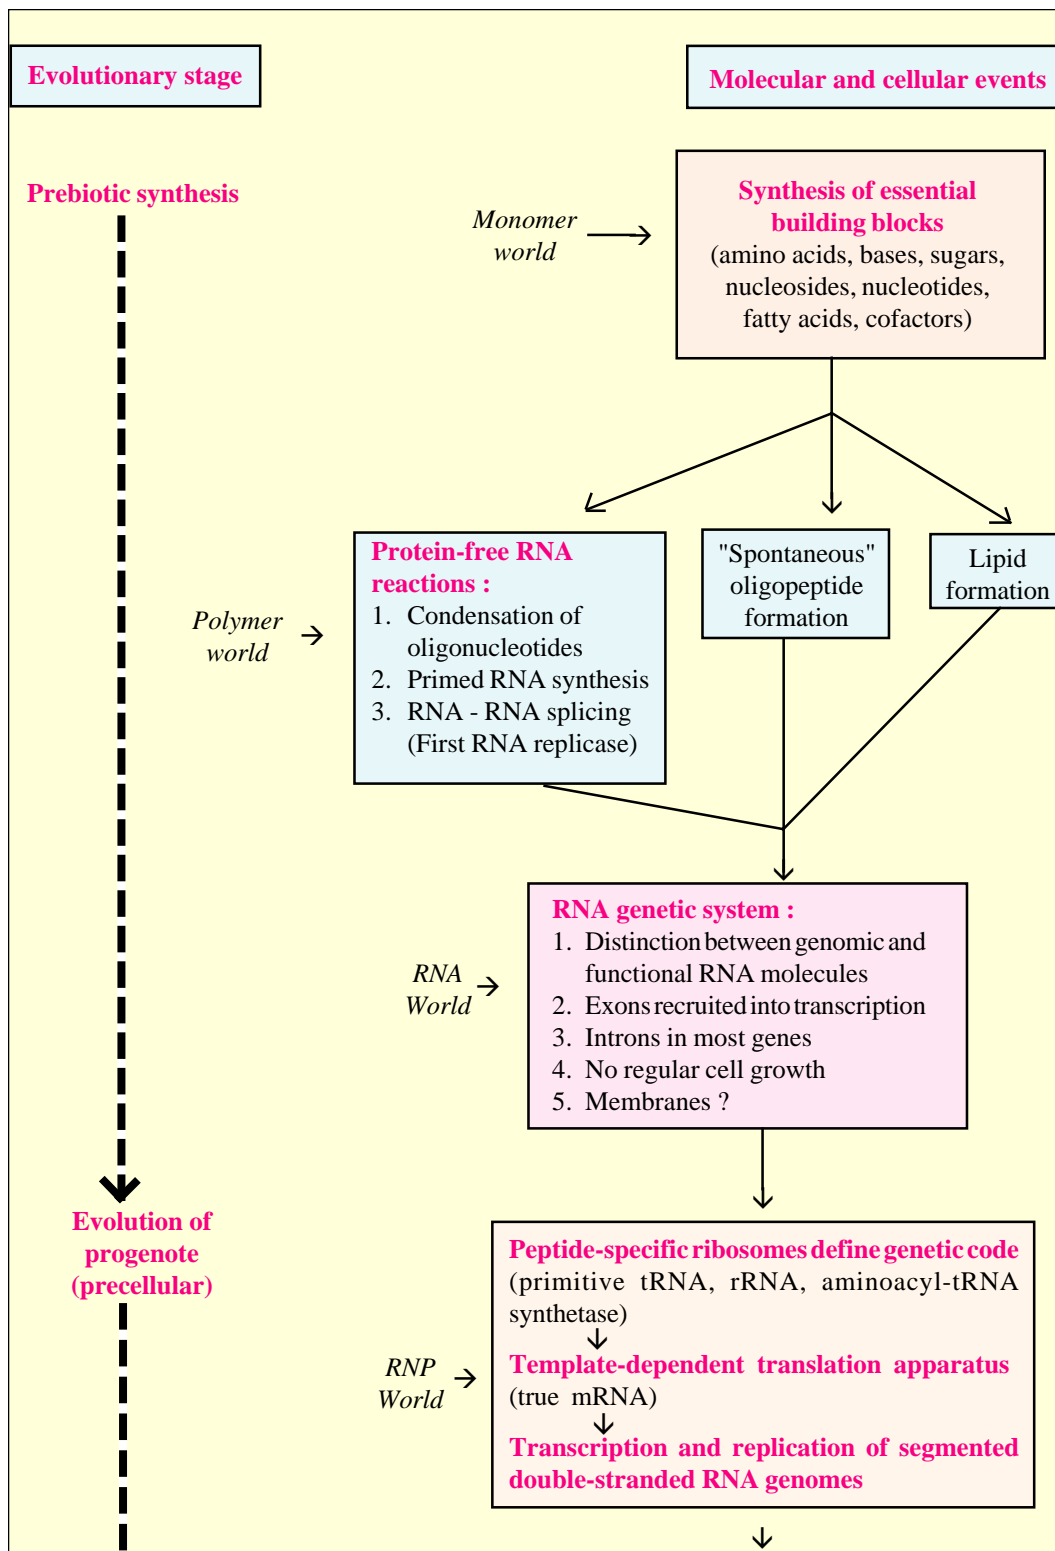 Evolutionary stage
Molecular and cellular events
Prebiotic synthesis
Monomer
world
Synthesis of essential
building blocks
(amino acids, bases, sugars,
nucleosides, nucleotides,
fatty acids, cofactors)
Polymer
world
Protein-free RNA
reactions :
1. Condensation of
oligonucleotides
2. Primed RNA synthesis
3. RNA - RNA splicing
(First RNA replicase)
"Spontaneous"
oligopeptide
formation
Lipid
formation
RNA
World
RNA genetic system :
1. Distinction between genomic and
functional RNA molecules
2. Exons recruited into transcription
3. Introns in most genes
4. No regular cell growth
5. Membranes ?
Evolution of
progenote
(precellular)
RNP
World
Peptide-specific ribosomes define genetic code
(primitive tRNA, rRNA, aminoacyl-tRNA
synthetase)
Template-dependent translation apparatus
(true mRNA)
Transcription and replication of segmented
double-stranded RNA genomes